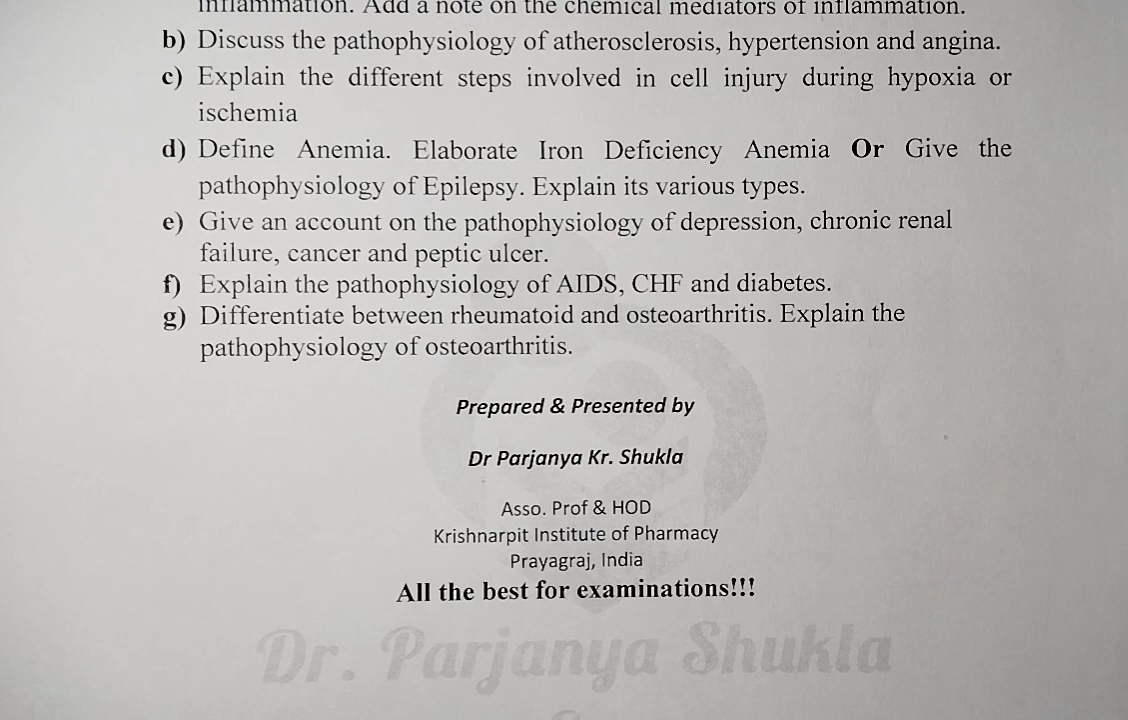 inflammation. Add a note on the chemical mediators of inflammation.
b) Discuss the pathophysiology of atherosclerosis, hypertension and angina.
c) Explain the different steps involved in cell injury during hypoxia or
ischemia
d) Define Anemia. Elaborate Iron Deficiency Anemia Or Give the
pathophysiology of Epilepsy. Explain its various types.
e) Give an account on the pathophysiology of depression, chronic renal
failure, cancer and peptic ulcer.
f) Explain the pathophysiology of AIDS, CHF and diabetes.
g) Differentiate between rheumatoid and osteoarthritis. Explain the
pathophysiology of osteoarthritis.
Prepared & Presented by
Dr Parjanya Kr. Shukla
Asso. Prof & HOD
Krishnarpit Institute of Pharmacy
Prayagraj, India
All the best for examinations!!!
Dr. Parjanya Shukla